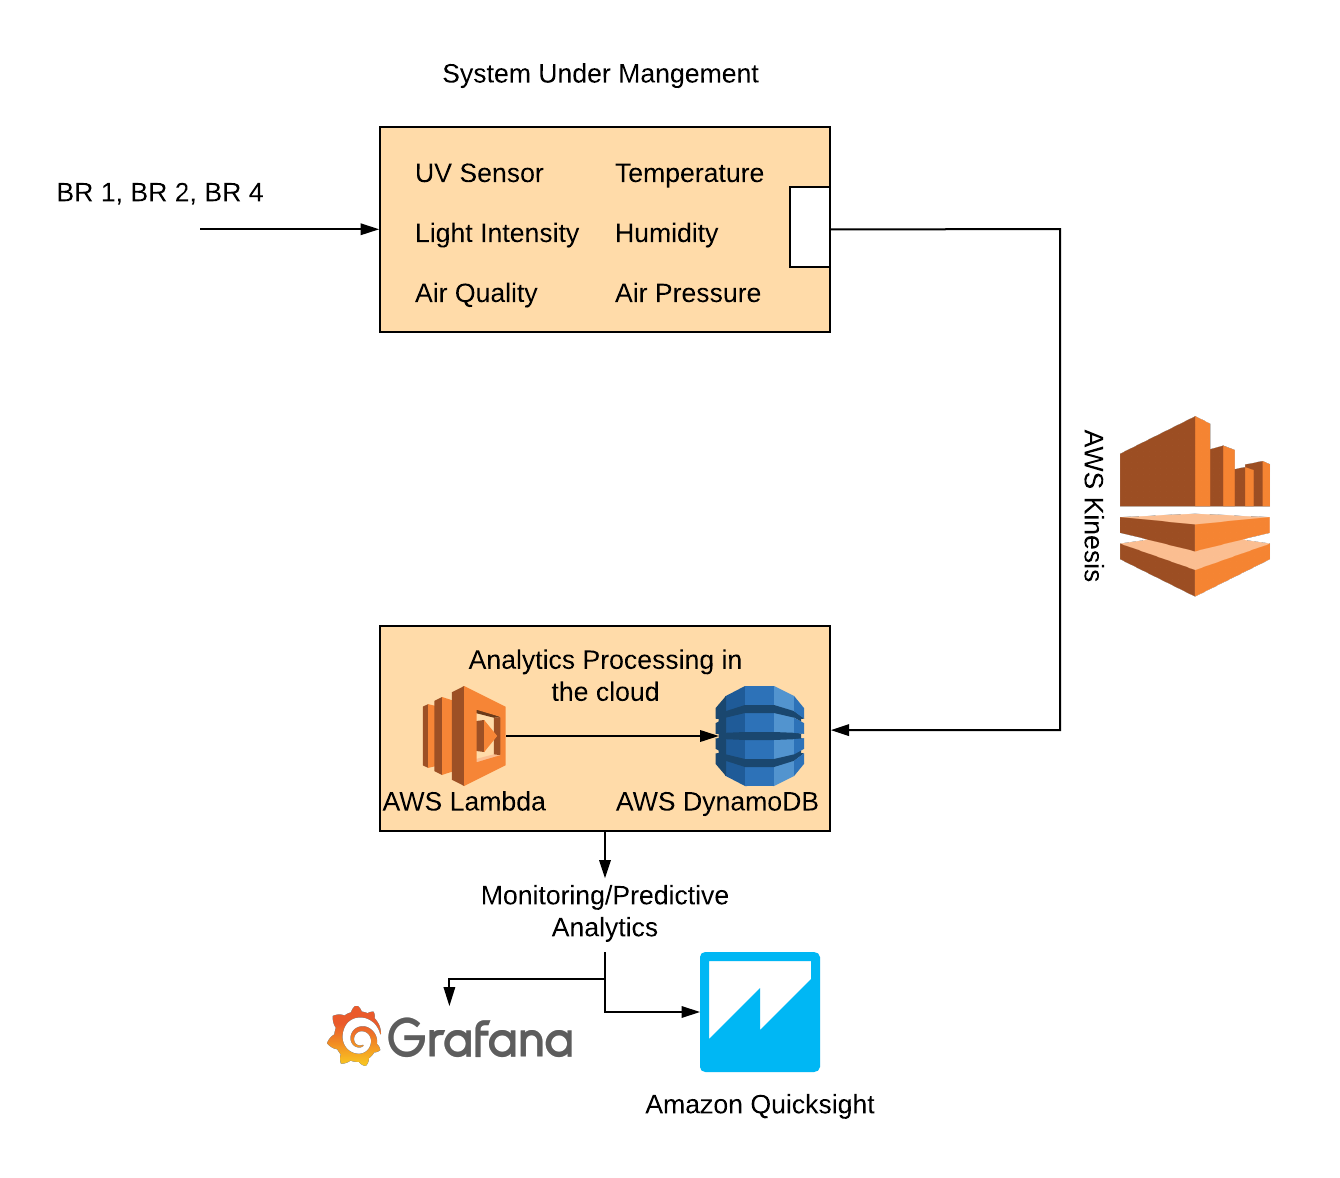 System Under Mangement
BR 1, BR 2, BR 4
UV Sensor
Temperature
Light Intensity
Humidity
Air Quality
Air Pressure
AWS Kinesis
Analytics Processing in
the cloud
AWS Lambda
AWS DynamoDB
Monitoring/Predictive
Analytics
Grafana
Amazon Quicksight